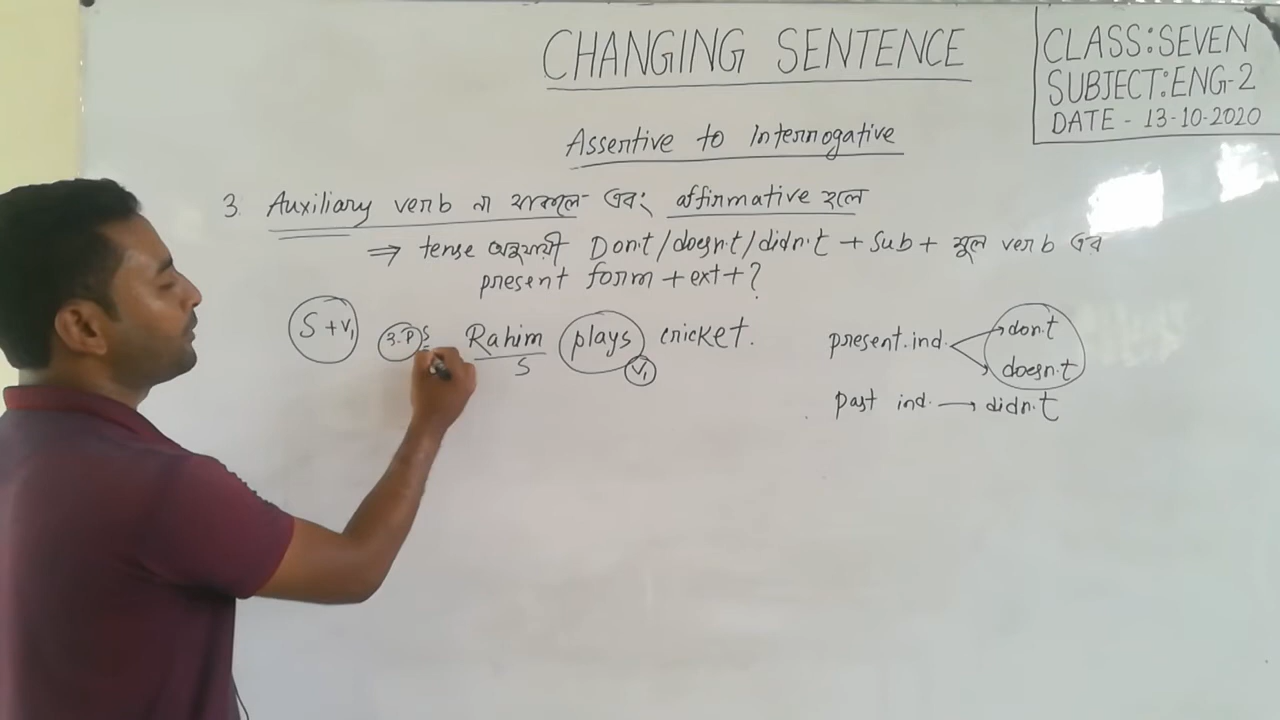 CHANGING SENTENCE
CLASS:SEVEN
SUBJECT:ENG-2
DATE - 13-10-2020
Assertive to Interrogative
3. Auxiliary verb না থাকলে এবং affirmative হলে
⇒ tense অনুযায়ী Don't/doesn't/didn't + Sub + মূল verb এর
present form + ext + ?
S + V1 3.P S Rahim plays cricket.
S V1
present.ind. don't
doesn't
past ind. → didn't